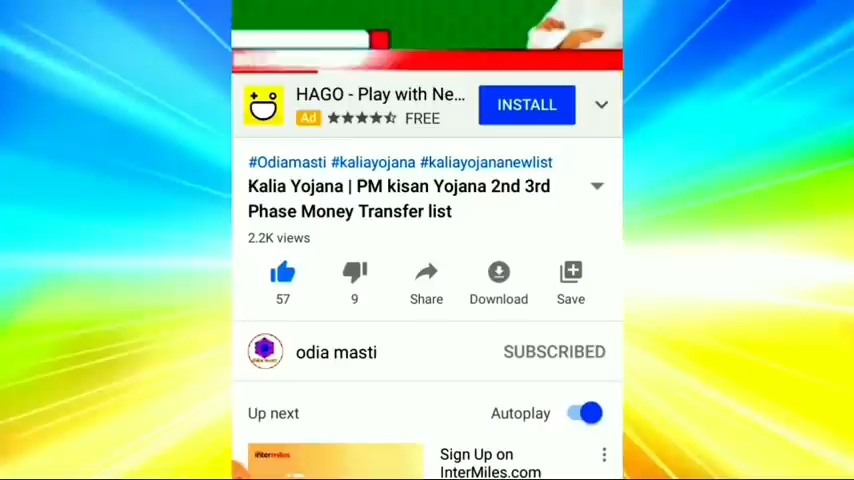 HAGO - Play with Ne...
Ad FREE
INSTALL
#Odiamasti #kaliayojana #kaliayojananewlist
Kalia Yojana | PM kisan Yojana 2nd 3rd
Phase Money Transfer list
2.2K views
57 9 Share Download Save
odia masti SUBSCRIBED
Up next Autoplay
intermiles
Sign Up on
InterMiles.com